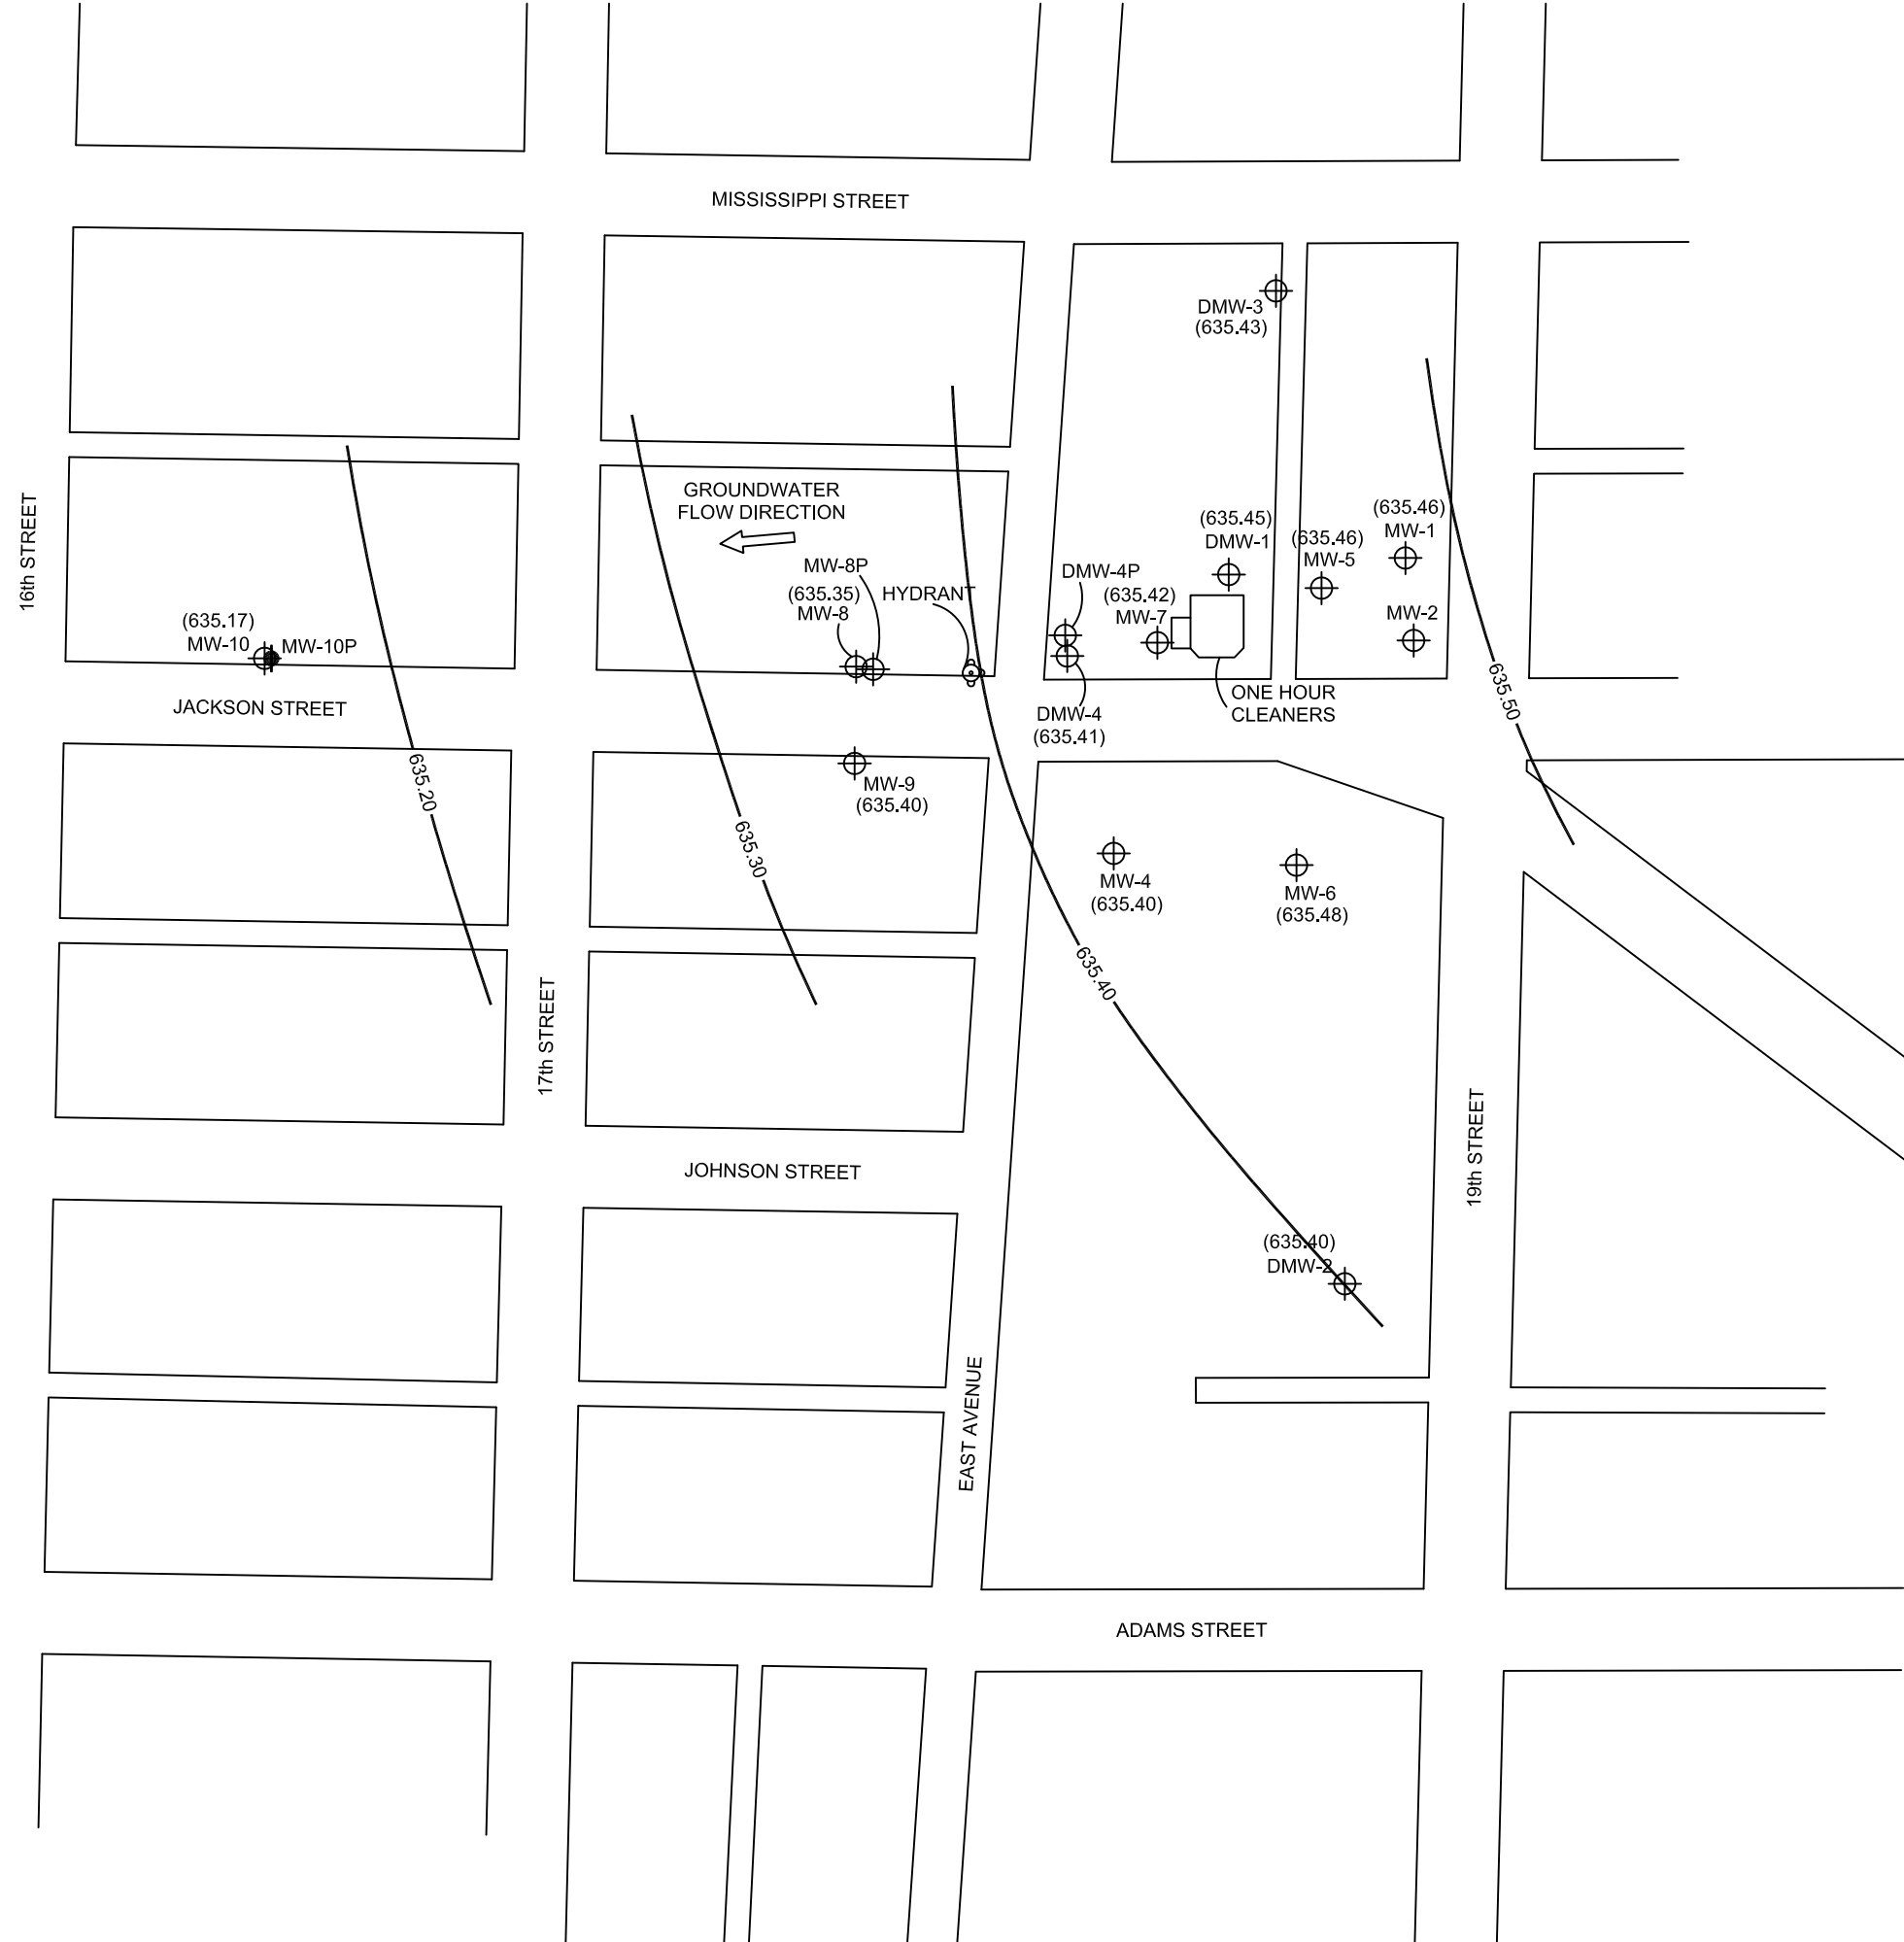 MISSISSIPPI STREET
DMW-3
(635.43)
GROUNDWATER
FLOW DIRECTION
16th STREET
(635.46)
MW-1
(635.45)
DMW-1
(635.46)
MW-5
MW-8P
(635.35)
MW-8
HYDRANT
DMW-4P
(635.42)
MW-7
MW-2
(635.17)
MW-10
MW-10P
JACKSON STREET
ONE HOUR
CLEANERS
DMW-4
(635.41)
635.50
635.20
MW-9
(635.40)
635.30
MW-4
(635.40)
MW-6
(635.48)
635.40
17th STREET
JOHNSON STREET
19th STREET
(635.40)
DMW-2
EAST AVENUE
ADAMS STREET